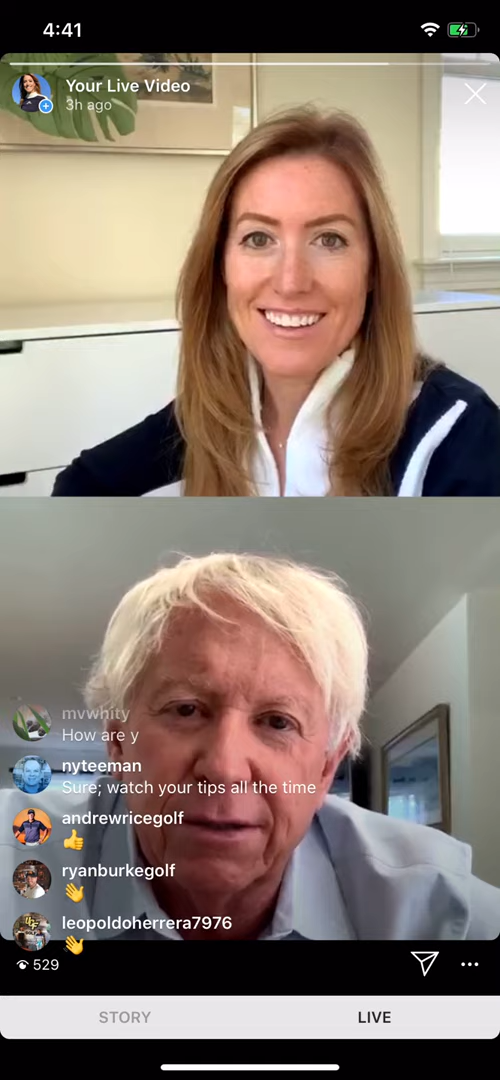 4:41
Your Live Video
3h ago
mvwhity
How are y
nyteeman
Sure; watch your tips all the time
andrewricegolf
👍
ryanburkegolf
👋
leopoldoherrera7976
👋
529
STORY
LIVE